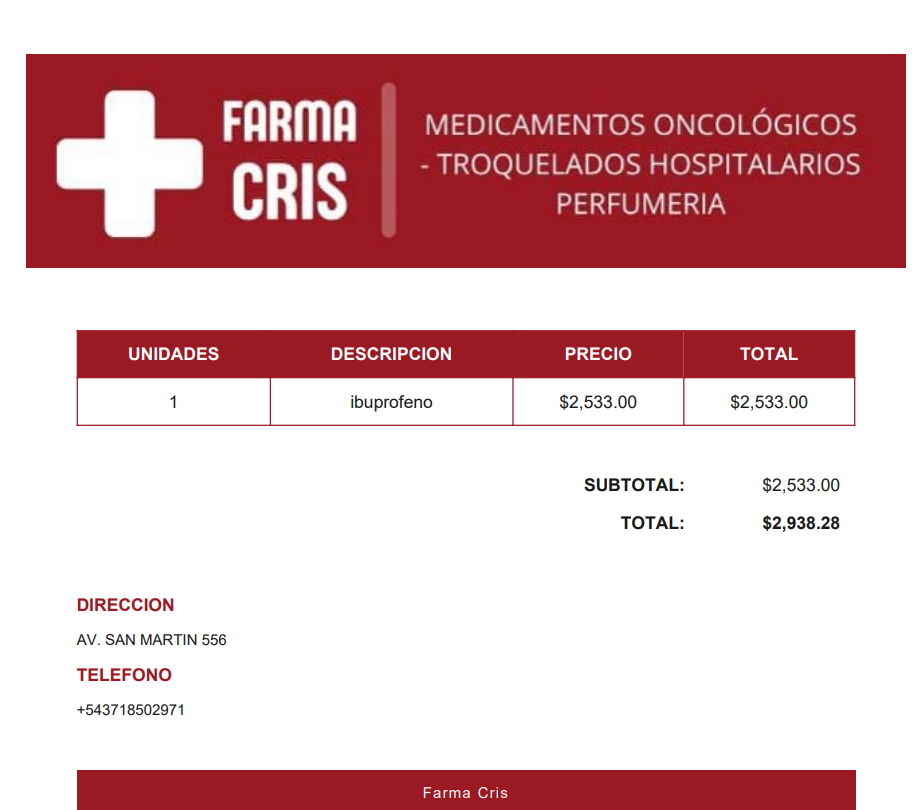 FARMA
CRIS
MEDICAMENTOS ONCOLÓGICOS
- TROQUELADOS HOSPITALARIOS
PERFUMERIA
UNIDADES DESCRIPCION PRECIO TOTAL
1 ibuprofeno $2,533.00 $2,533.00
SUBTOTAL: $2,533.00
TOTAL: $2,938.28
DIRECCION
AV. SAN MARTIN 556
TELEFONO
+543718502971
Farma Cris